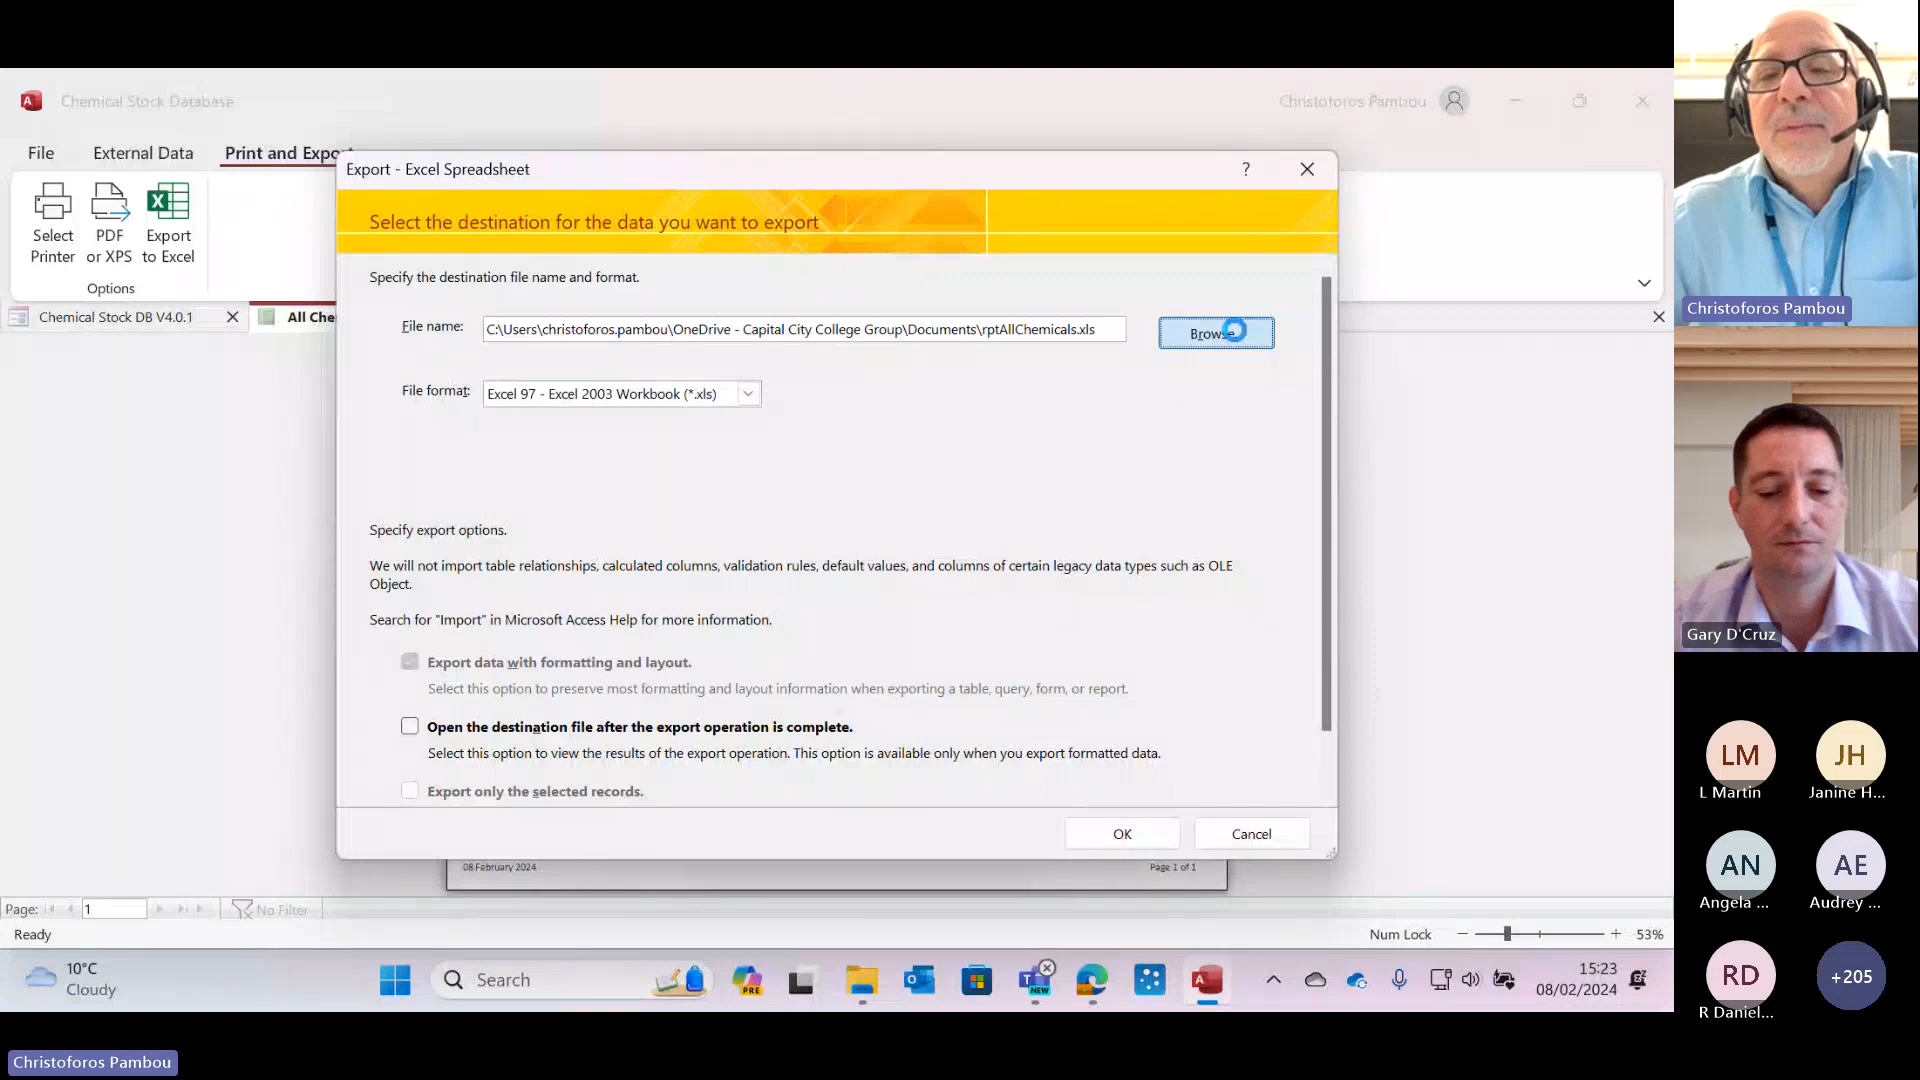 Chemical Stock Database
Christoforos Pambou
File
External Data
Print and Expo
Select
Printer
PDF
or XPS
Export
to Excel
Options
Chemical Stock DB V4.0.1
All Che
Export - Excel Spreadsheet
?
Select the destination for the data you want to export
Specify the destination file name and format.
File name:
C:\Users\christoforos.pambou\OneDrive - Capital City College Group\Documents\rptAllChemicals.xls
Browse
File format:
Excel 97 - Excel 2003 Workbook (*.xls)
Specify export options.
We will not import table relationships, calculated columns, validation rules, default values, and columns of certain legacy data types such as OLE
Object.
Search for "Import" in Microsoft Access Help for more information.
Export data with formatting and layout.
Select this option to preserve most formatting and layout information when exporting a table, query, form, or report.
Open the destination file after the export operation is complete.
Select this option to view the results of the export operation. This option is available only when you export formatted data.
Export only the selected records.
OK
Cancel
08 February 2024
Page 1 of 1
Page:
1
No Filter
Ready
Num Lock
53%
10°C
Cloudy
Search
PRE
NEW
15:23
08/02/2024
Christoforos Pambou
Christoforos Pambou
Gary D'Cruz
LM
L Martin
JH
Janine H...
AN
Angela ...
AE
Audrey ...
RD
R Daniel...
+205